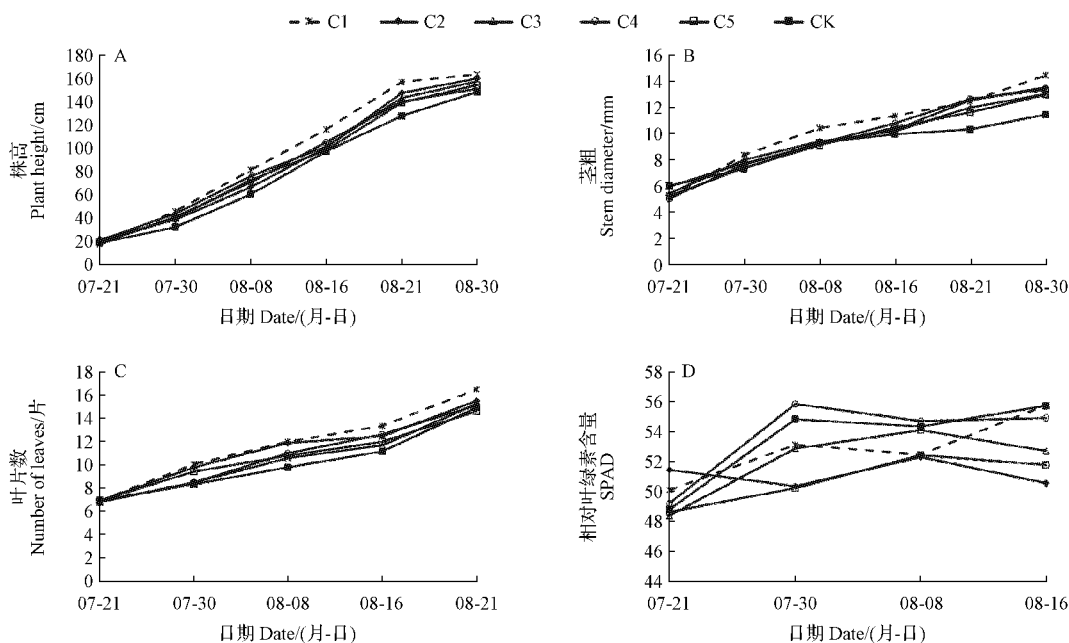 C1 C2 C3 C4 C5 CK
A
180
160
140
120
100
80
60
40
20
0
株高
Plant height/cm
07-21 07-30 08-08 08-16 08-21 08-30
日期 Date/(月-日)
B
16
14
12
10
8
6
4
2
0
茎粗
Stem diameter/mm
07-21 07-30 08-08 08-16 08-21 08-30
日期 Date/(月-日)
C
18
16
14
12
10
8
6
4
2
0
叶片数
Number of leaves/片
07-21 07-30 08-08 08-16 08-21
日期 Date/(月-日)
D
58
56
54
52
50
48
46
44
相对叶绿素含量
SPAD
07-21 07-30 08-08 08-16
日期 Date/(月-日)